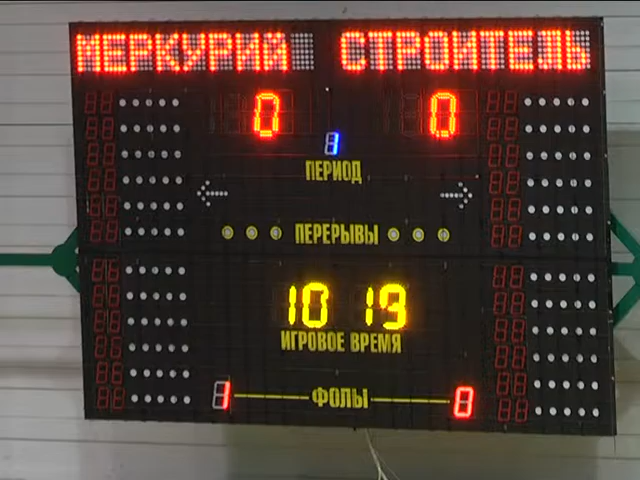 МЕРКУРИЙ СТРОИТЕЛЬ
0 0
1
ПЕРИОД
ПЕРЕРЫВЫ
10 19
ИГРОВОЕ ВРЕМЯ
1 ФОЛЫ 0